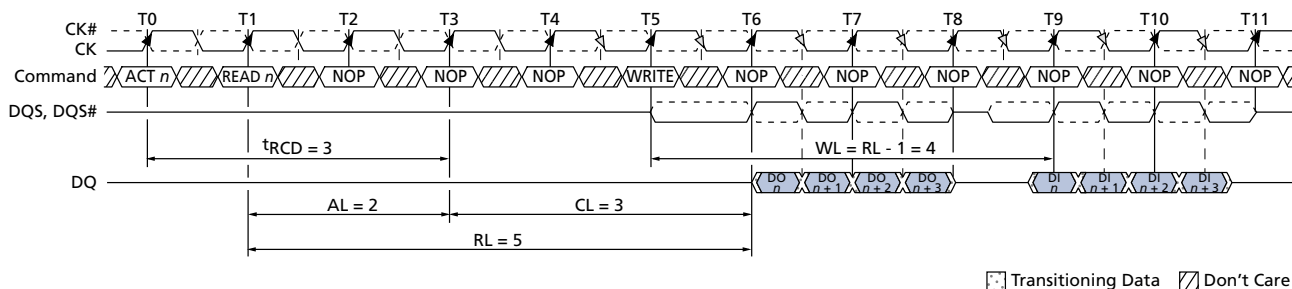 T0 T1 T2 T3 T4 T5 T6 T7 T8 T9 T10 T11
CK#
CK
Command ACT n READ n NOP NOP NOP WRITE NOP NOP NOP NOP NOP NOP
DQS, DQS#
tRCD = 3 WL = RL - 1 = 4
DQ DO n DO n + 1 DO n + 2 DO n + 3 DI n DI n + 1 DI n + 2 DI n + 3
AL = 2 CL = 3
RL = 5
Transitioning Data Don't Care